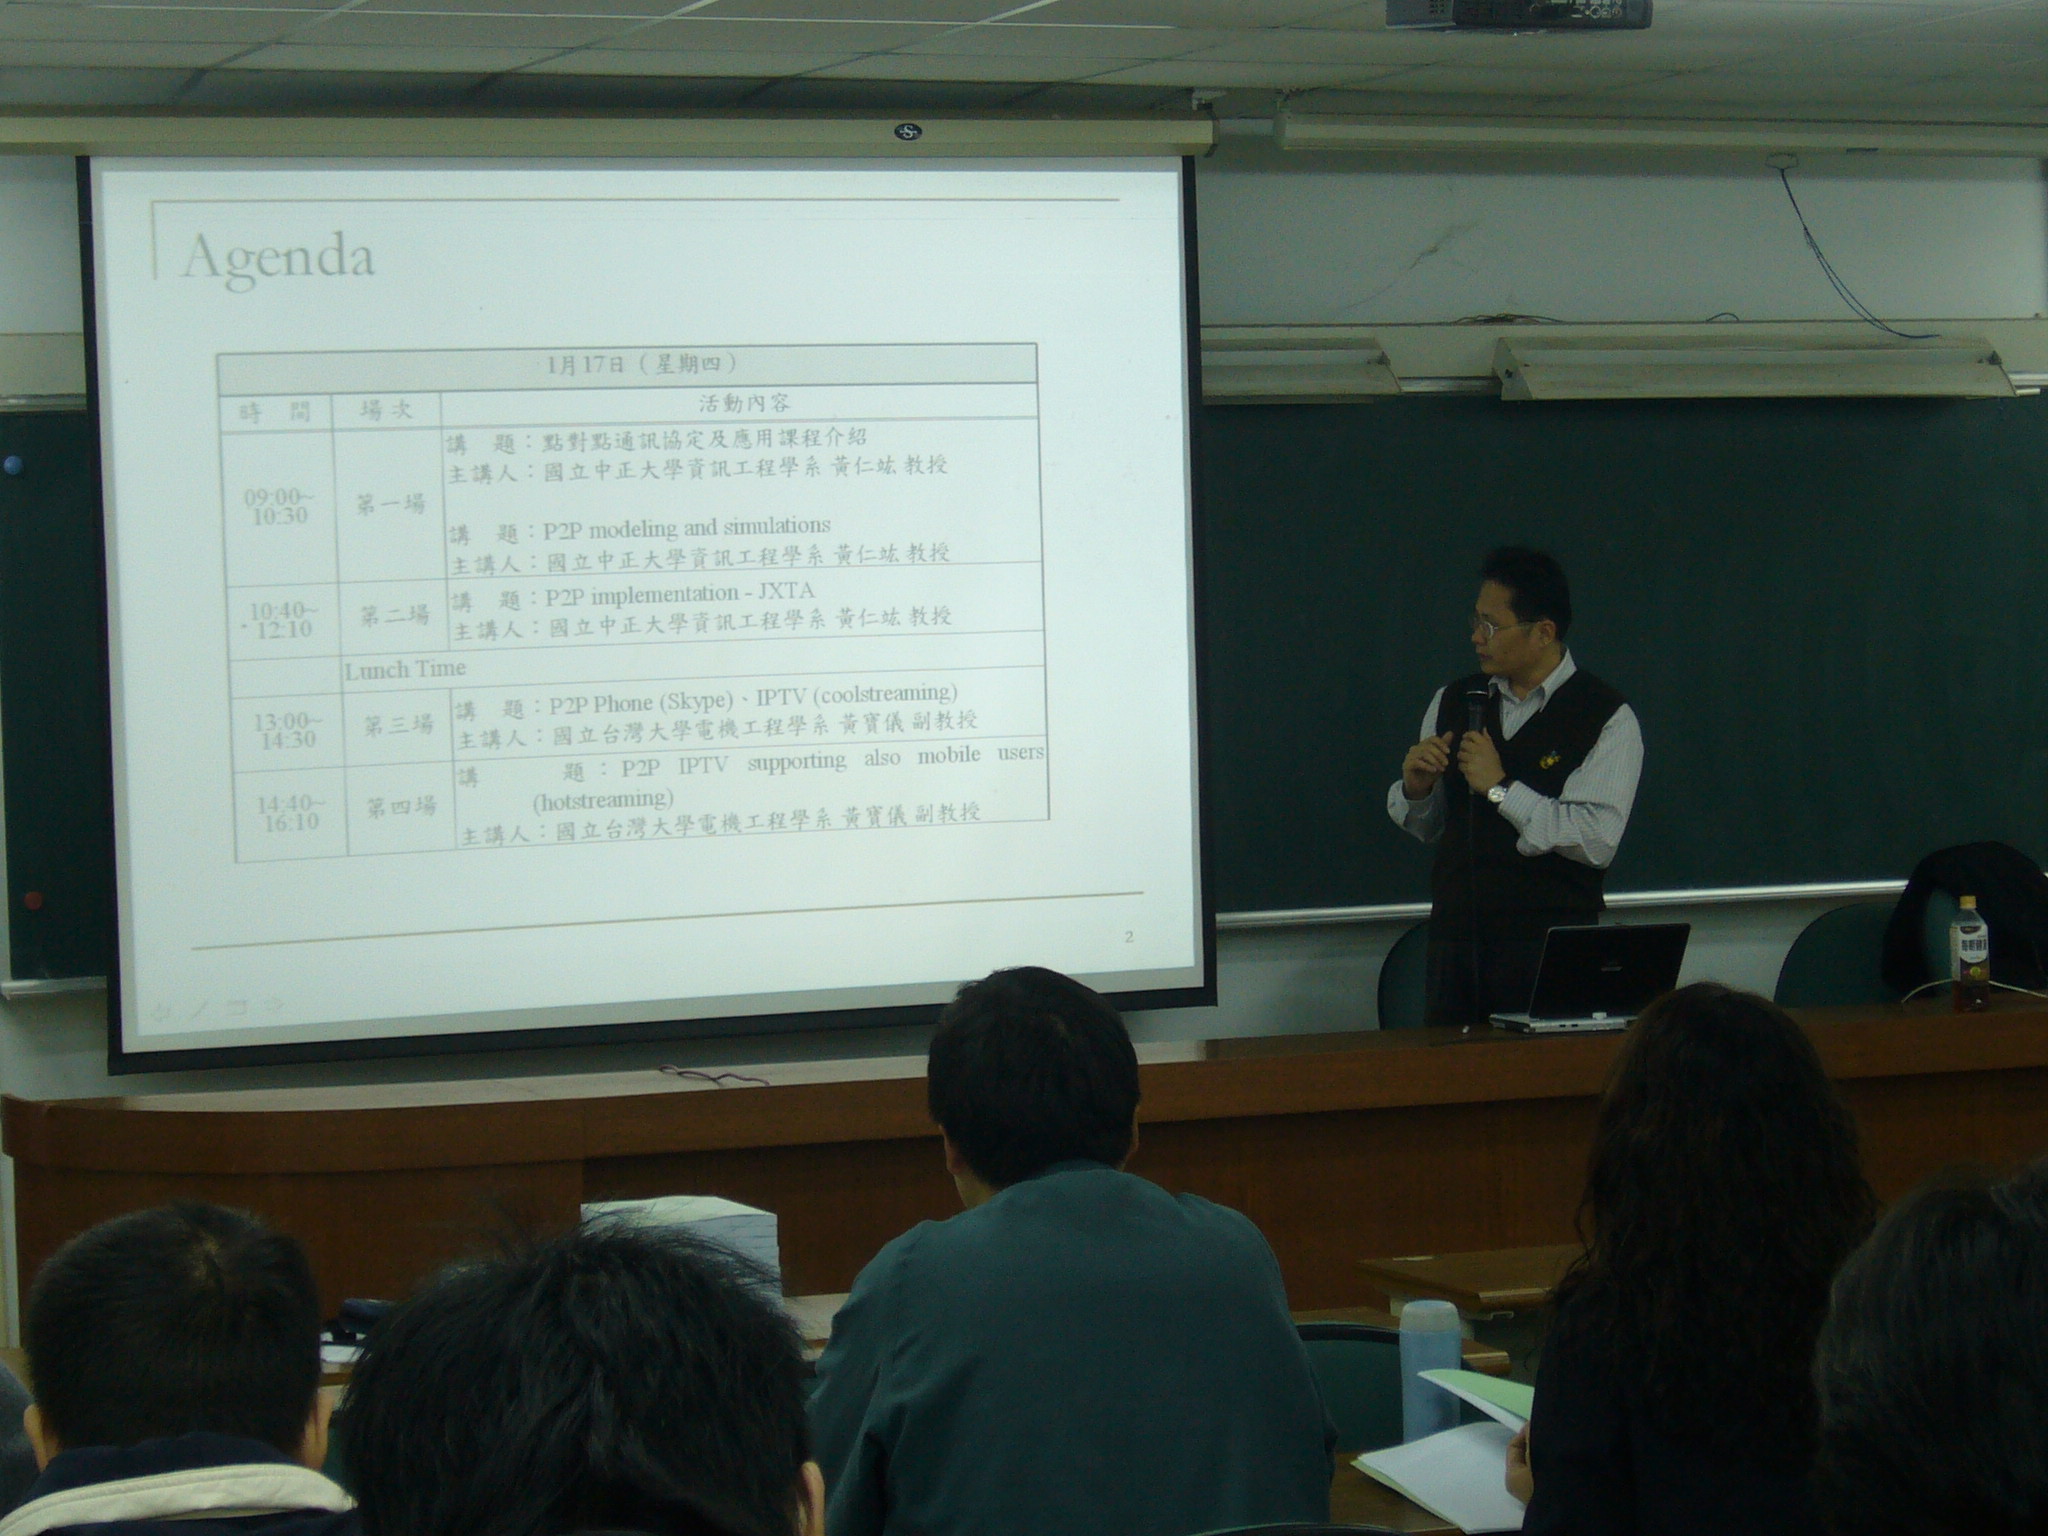 Agenda
1月17日（星期四）
時 間 場次 活動內容
09:00~
10:30
第一場
講 題：點對點通訊協定及應用課程介紹
主講人：國立中正大學資訊工程學系 黃仁竑 教授
講 題：P2P modeling and simulations
主講人：國立中正大學資訊工程學系 黃仁竑 教授
10:40~
12:10
第二場
講 題：P2P implementation - JXTA
主講人：國立中正大學資訊工程學系 黃仁竑 教授
Lunch Time
13:00~
14:30
第三場
講 題：P2P Phone (Skype)、IPTV (coolstreaming)
主講人：國立台灣大學電機工程學系 黃寶儀 副教授
14:40~
16:10
第四場
講 題：P2P IPTV supporting also mobile users
(hotstreaming)
主講人：國立台灣大學電機工程學系 黃寶儀 副教授
2